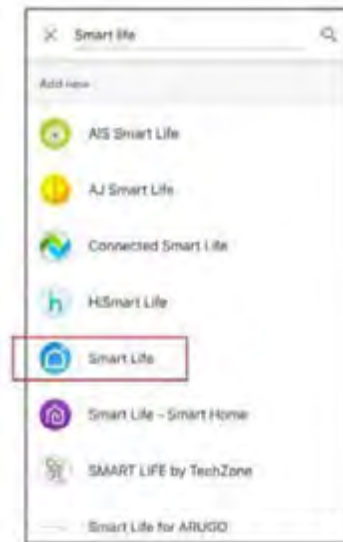 Smart life
Add new
AIS Smart Life
AJ Smart Life
Connected Smart Life
HiSmart Life
Smart Life
Smart Life - Smart Home
SMART LIFE by TechZone
Smart Life for ARUGO